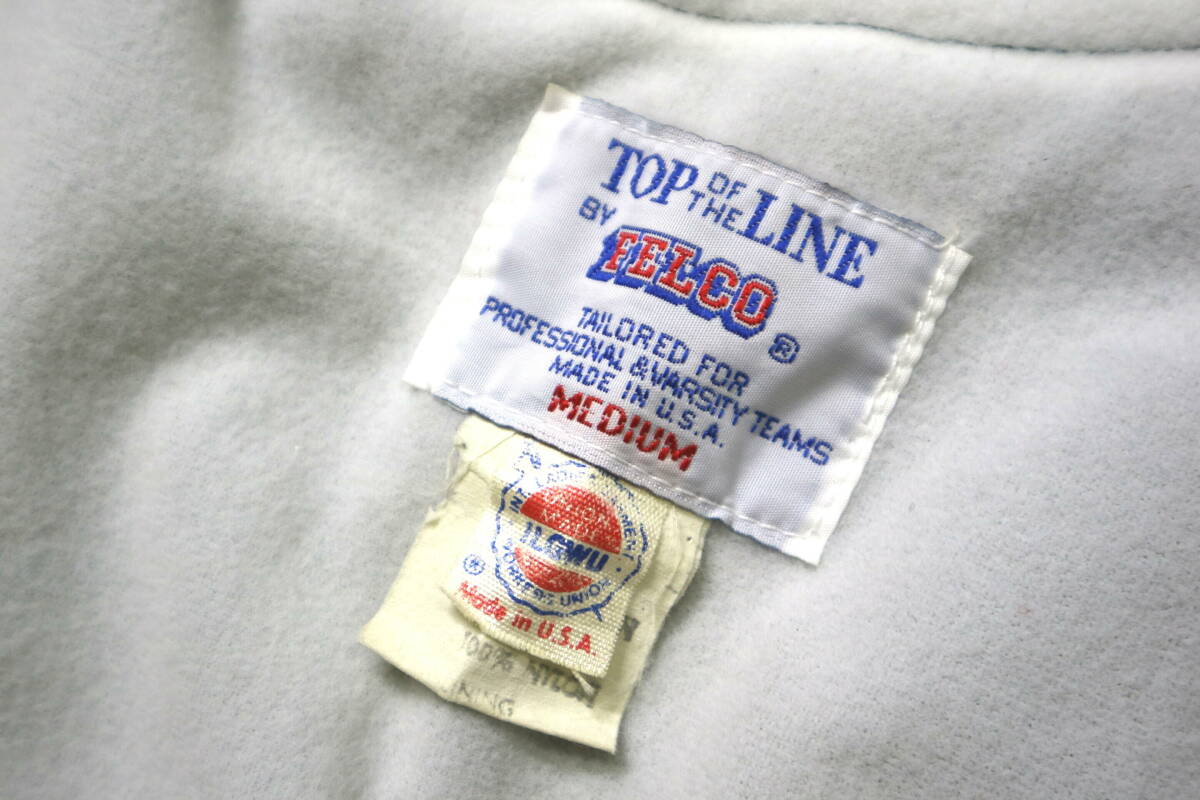 TOP OF THE LINE
BY FELCO ®
TAILORED FOR
PROFESSIONAL & VARSITY TEAMS
MADE IN U.S.A.
MEDIUM
ILGWU
WORKERS UNION
®
Made in U.S.A.
100% NYLON